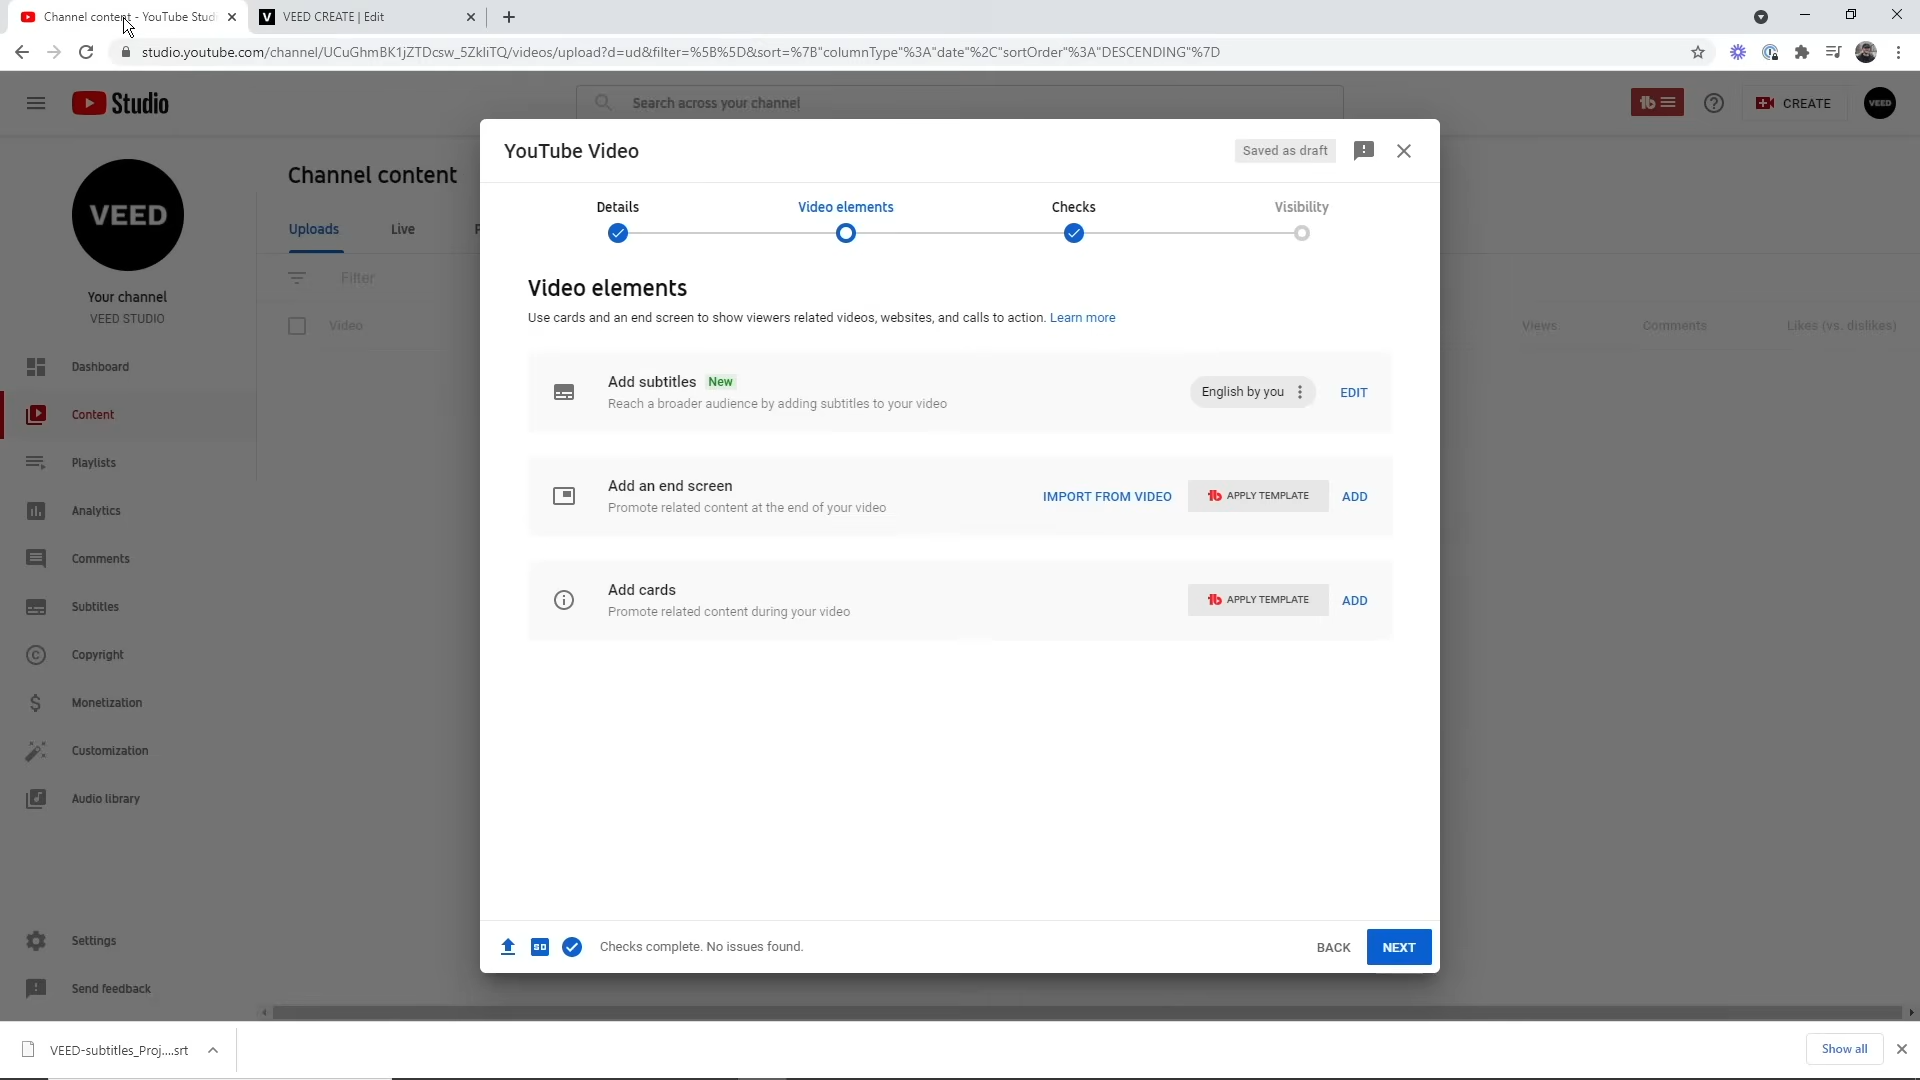 Channel content - YouTube Studi
VEED CREATE | Edit
studio.youtube.com/channel/UCuGhmBK1jZTDcsw_5ZkliTQ/videos/upload?d=ud&filter=%5B%5D&sort=%7B"columnType"%3A"date"%2C"sortOrder"%3A"DESCENDING"%7D
Studio
Search across your channel
CREATE
VEED
VEED
Your channel
VEED STUDIO
Dashboard
Content
Playlists
Analytics
Comments
Subtitles
Copyright
Monetization
Customization
Audio library
Settings
Send feedback
Channel content
Uploads
Live
P
Filter
Video
Views
Comments
Likes (vs. dislikes)
YouTube Video
Saved as draft
Details
Video elements
Checks
Visibility
Video elements
Use cards and an end screen to show viewers related videos, websites, and calls to action. Learn more
Add subtitles New
Reach a broader audience by adding subtitles to your video
English by you
EDIT
Add an end screen
Promote related content at the end of your video
IMPORT FROM VIDEO
APPLY TEMPLATE
ADD
Add cards
Promote related content during your video
APPLY TEMPLATE
ADD
SD
Checks complete. No issues found.
BACK
NEXT
VEED-subtitles_Proj....srt
Show all